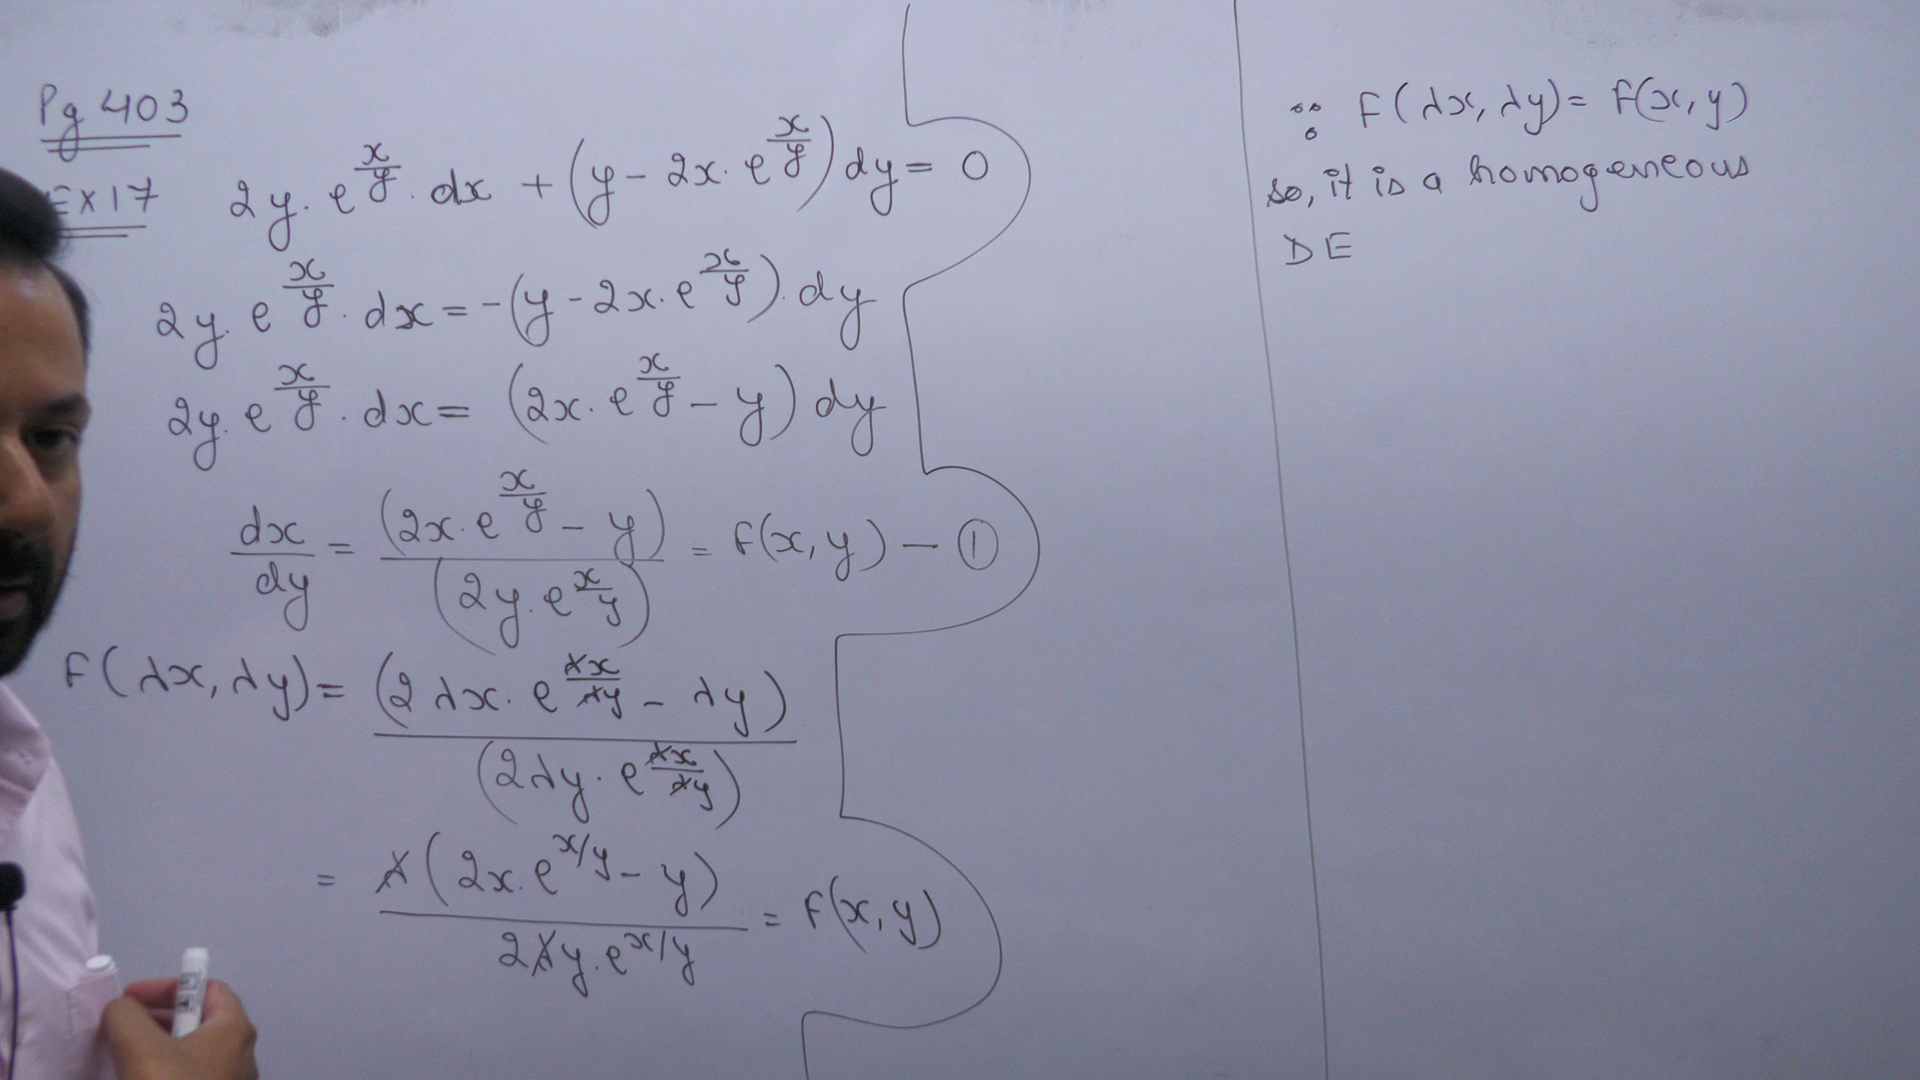 Pg 403
EX17 2y. e^(x/y) . dx + (y - 2x. e^(x/y)) dy = 0
2y. e^(x/y) . dx = -(y - 2x. e^(x/y)). dy
2y. e^(x/y) . dx = (2x. e^(x/y) - y) dy
dx/dy = (2x. e^(x/y) - y) / (2y. e^(x/y)) = F(x, y) — ①
F(λx, λy) = (2λx. e^(λx/λy) - λy) / (2λy. e^(λx/λy))
= λ(2x. e^(x/y) - y) / 2λy. e^(x/y) = F(x, y)
∵ F(λx, λy) = F(x, y)
so, it is a homogeneous
DE